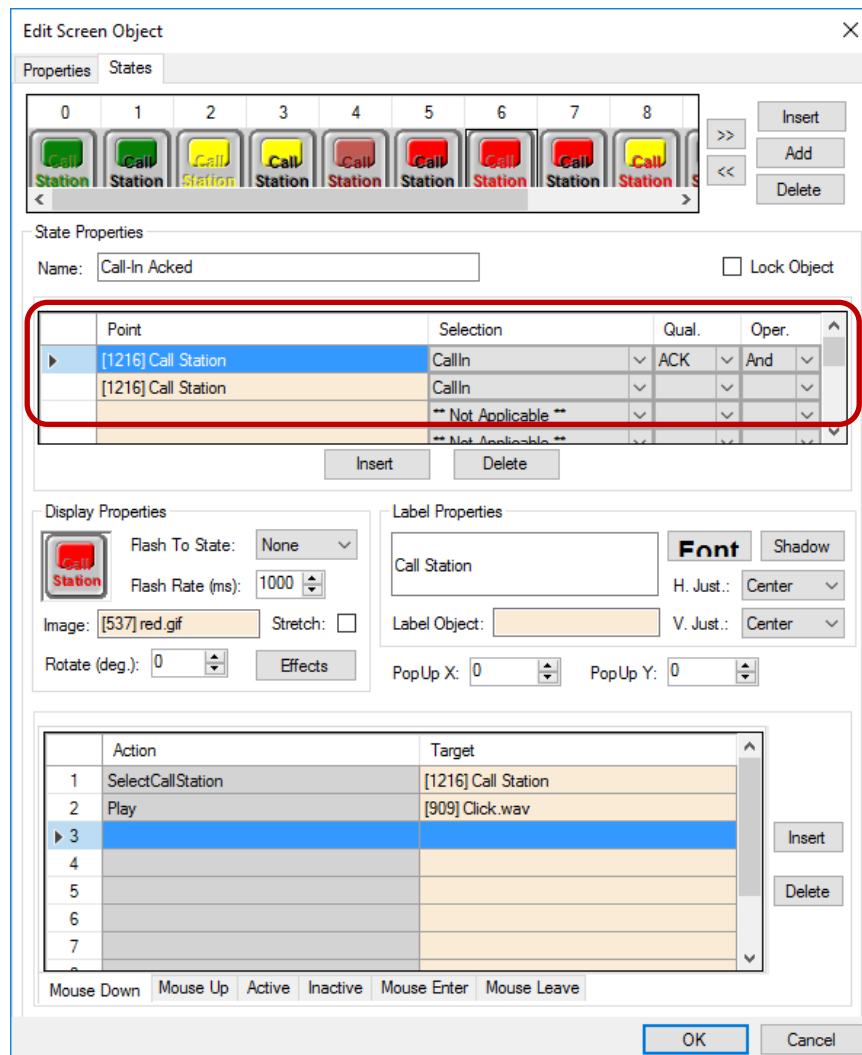 Edit Screen Object
Properties States
0 1 2 3 4 5 6 7 8
Call Call Call Call Call Call Call Call Call
Station Station Station Station Station Station Station Station Station S
>> Insert
<< Add
Delete
State Properties
Name: Call-In Acked Lock Object
Point Selection Qual. Oper.
[1216] Call Station CallIn ACK And
[1216] Call Station CallIn
** Not Applicable **
** Not Applicable **
Insert Delete
Display Properties
Call
Station
Flash To State: None
Flash Rate (ms): 1000
Image: [537] red.gif Stretch:
Rotate (deg.): 0 Effects
Label Properties
Call Station
Font Shadow
H. Just.: Center
Label Object: V. Just.: Center
PopUp X: 0 PopUp Y: 0
Action Target
1 SelectCallStation [1216] Call Station
2 Play [909] Click.wav
3
4
5
6
7
Insert
Delete
Mouse Down Mouse Up Active Inactive Mouse Enter Mouse Leave
OK Cancel